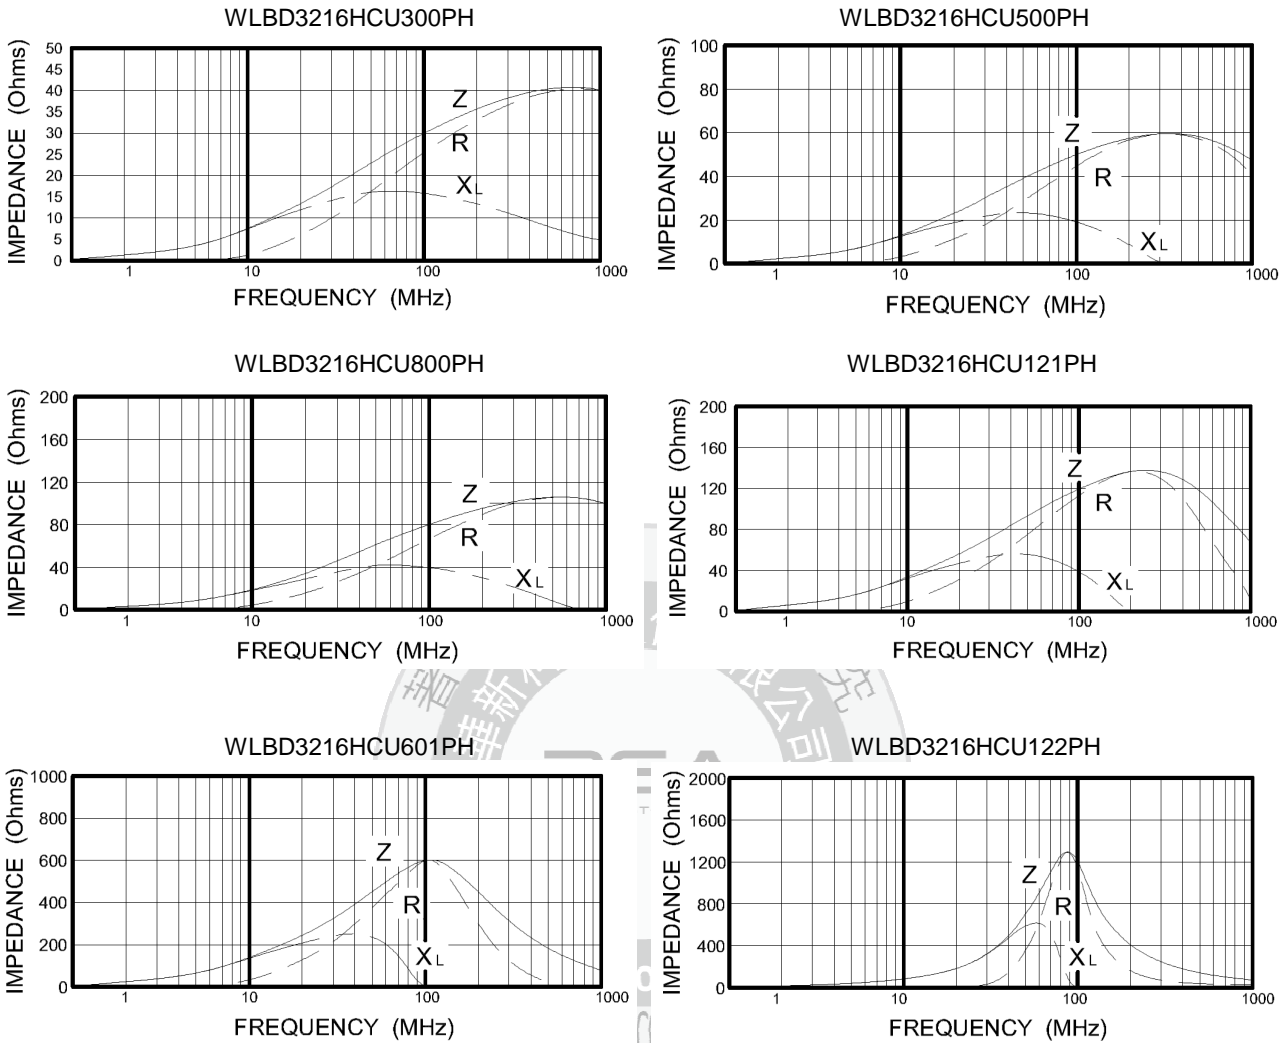 WLBD3216HCU300PH
IMPEDANCE (Ohms)
50
45
40
35
30
25
20
15
10
5
0
Z
R
XL
1
10
100
1000
FREQUENCY (MHz)
WLBD3216HCU500PH
IMPEDANCE (Ohms)
100
80
60
40
20
0
Z
R
XL
1
10
100
1000
FREQUENCY (MHz)
WLBD3216HCU800PH
IMPEDANCE (Ohms)
200
160
120
80
40
0
Z
R
XL
1
10
100
1000
FREQUENCY (MHz)
WLBD3216HCU121PH
IMPEDANCE (Ohms)
200
160
120
80
40
0
Z
R
XL
1
10
100
1000
FREQUENCY (MHz)
WLBD3216HCU601PH
IMPEDANCE (Ohms)
1000
800
600
400
200
0
Z
R
XL
1
10
100
1000
FREQUENCY (MHz)
WLBD3216HCU122PH
IMPEDANCE (Ohms)
2000
1600
1200
800
400
0
Z
R
XL
1
10
100
1000
FREQUENCY (MHz)